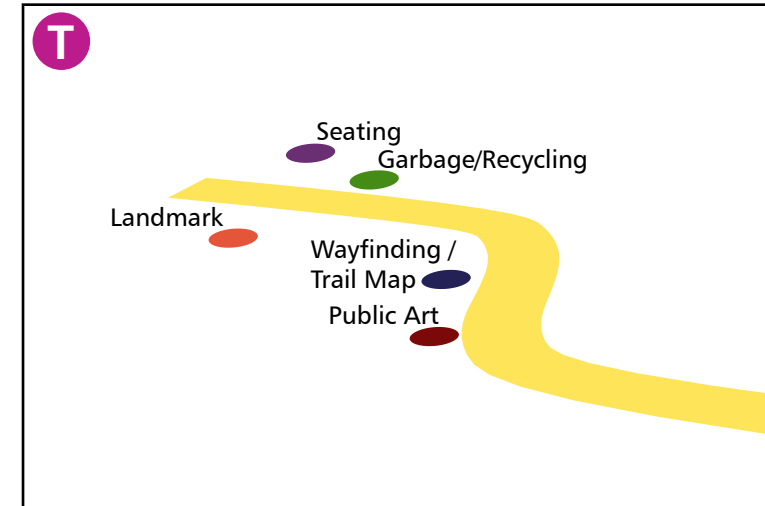 T
Seating
Garbage/Recycling
Landmark
Wayfinding /
Trail Map
Public Art